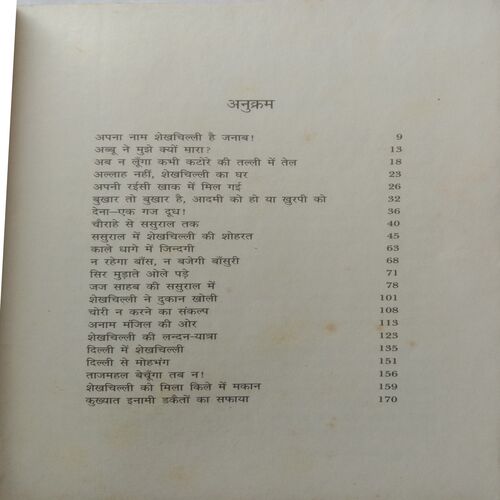 अनुक्रम
अपना नाम शेखचिल्ली है जनाब! 9
अब्बू ने मुझे क्यों मारा? 13
अब न लूँगा कभी कटोरे की तल्ली में तेल 18
अल्लाह नहीं, शेखचिल्ली का घर 23
अपनी रईसी खाक में मिल गई 26
बुखार तो बुखार है, आदमी को हो या खुरपी को 32
देना—एक गज दूध! 36
चौराहे से ससुराल तक 40
ससुराल में शेखचिल्ली की शोहरत 45
काले धागे में जिन्दगी 63
न रहेगा बाँस, न बजेगी बाँसुरी 68
सिर मुड़ाते ओले पड़े 71
जज साहब की ससुराल में 78
शेखचिल्ली ने दुकान खोली 101
चोरी न करने का संकल्प 108
अनाम मंजिल की ओर 113
शेखचिल्ली की लन्दन-यात्रा 123
दिल्ली में शेखचिल्ली 135
दिल्ली से मोहभंग 151
ताजमहल बेचूँगा तब न! 156
शेखचिल्ली को मिला किले में मकान 159
कुख्यात इनामी डकैतों का सफाया 170